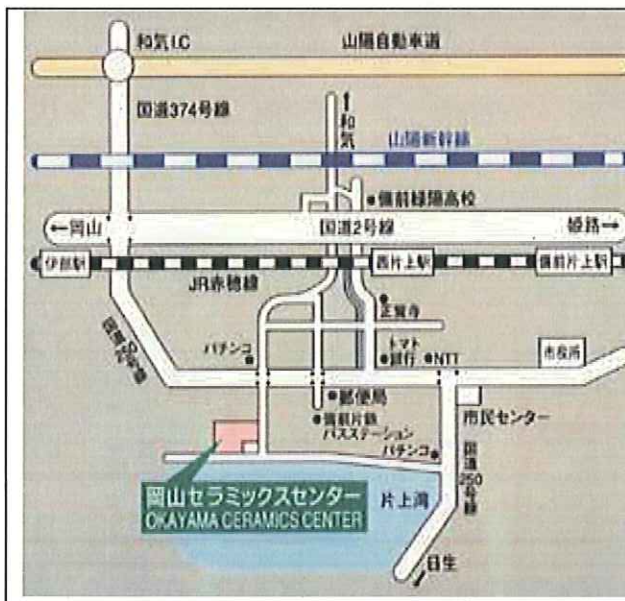 和気I.C
山陽自動車道
国道374号線
↑和気
山陽新幹線
備前緑陽高校
←岡山
国道2号線
姫路→
伊部駅
西片上駅
備前片上駅
JR赤穂線
正覚寺
国道250号線
パチンコ
トマト
銀行
NTT
市役所
郵便局
備前片鉄
バスステーション
市民センター
パチンコ
国道250号線
岡山セラミックスセンター
OKAYAMA CERAMICS CENTER
片上湾
日生